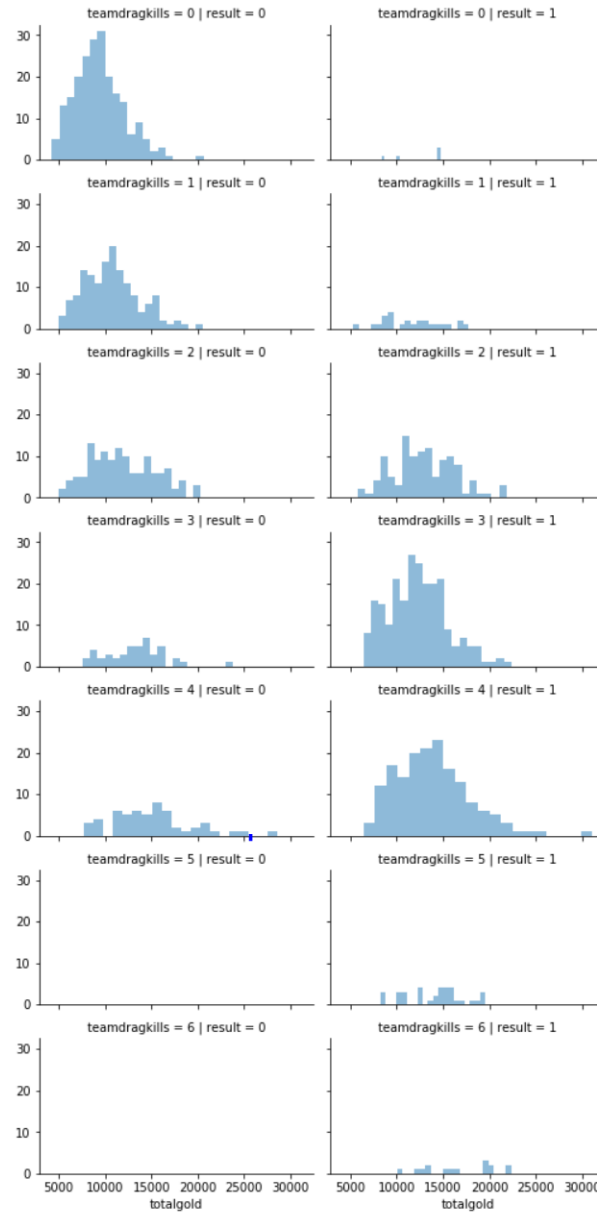 teamdragkills = 0 | result = 0
teamdragkills = 0 | result = 1
30
20
10
0
teamdragkills = 1 | result = 0
teamdragkills = 1 | result = 1
30
20
10
0
teamdragkills = 2 | result = 0
teamdragkills = 2 | result = 1
30
20
10
0
teamdragkills = 3 | result = 0
teamdragkills = 3 | result = 1
30
20
10
0
teamdragkills = 4 | result = 0
teamdragkills = 4 | result = 1
30
20
10
0
teamdragkills = 5 | result = 0
teamdragkills = 5 | result = 1
30
20
10
0
teamdragkills = 6 | result = 0
teamdragkills = 6 | result = 1
30
20
10
0
5000 10000 15000 20000 25000 30000
totalgold
5000 10000 15000 20000 25000 30000
totalgold